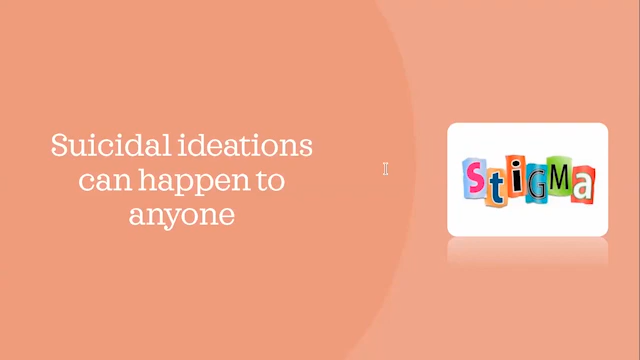 Suicidal ideations
can happen to
anyone
StiGMa